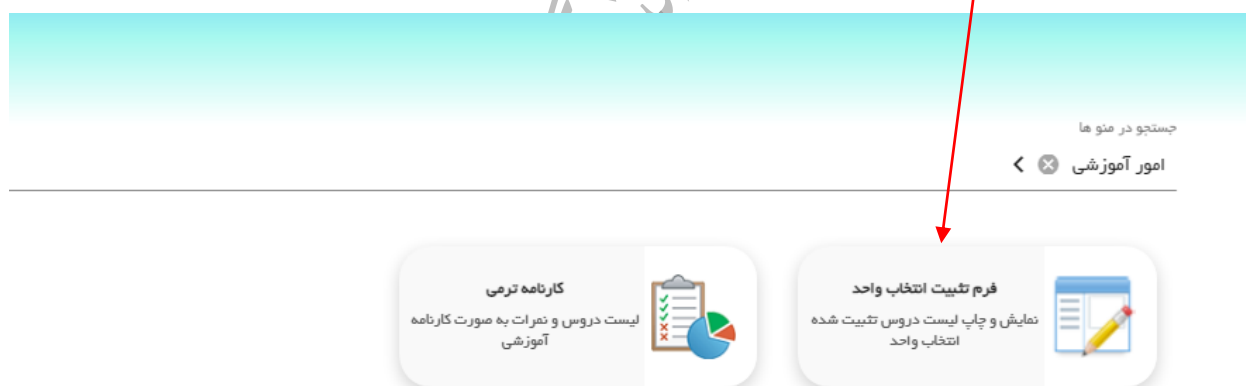 جستجو در منو ها
امور آموزشی
فرم تثبیت انتخاب واحد
نمایش و چاپ لیست دروس تثبیت شده
انتخاب واحد
کارنامه ترمی
لیست دروس و نمرات به صورت کارنامه
آموزشی